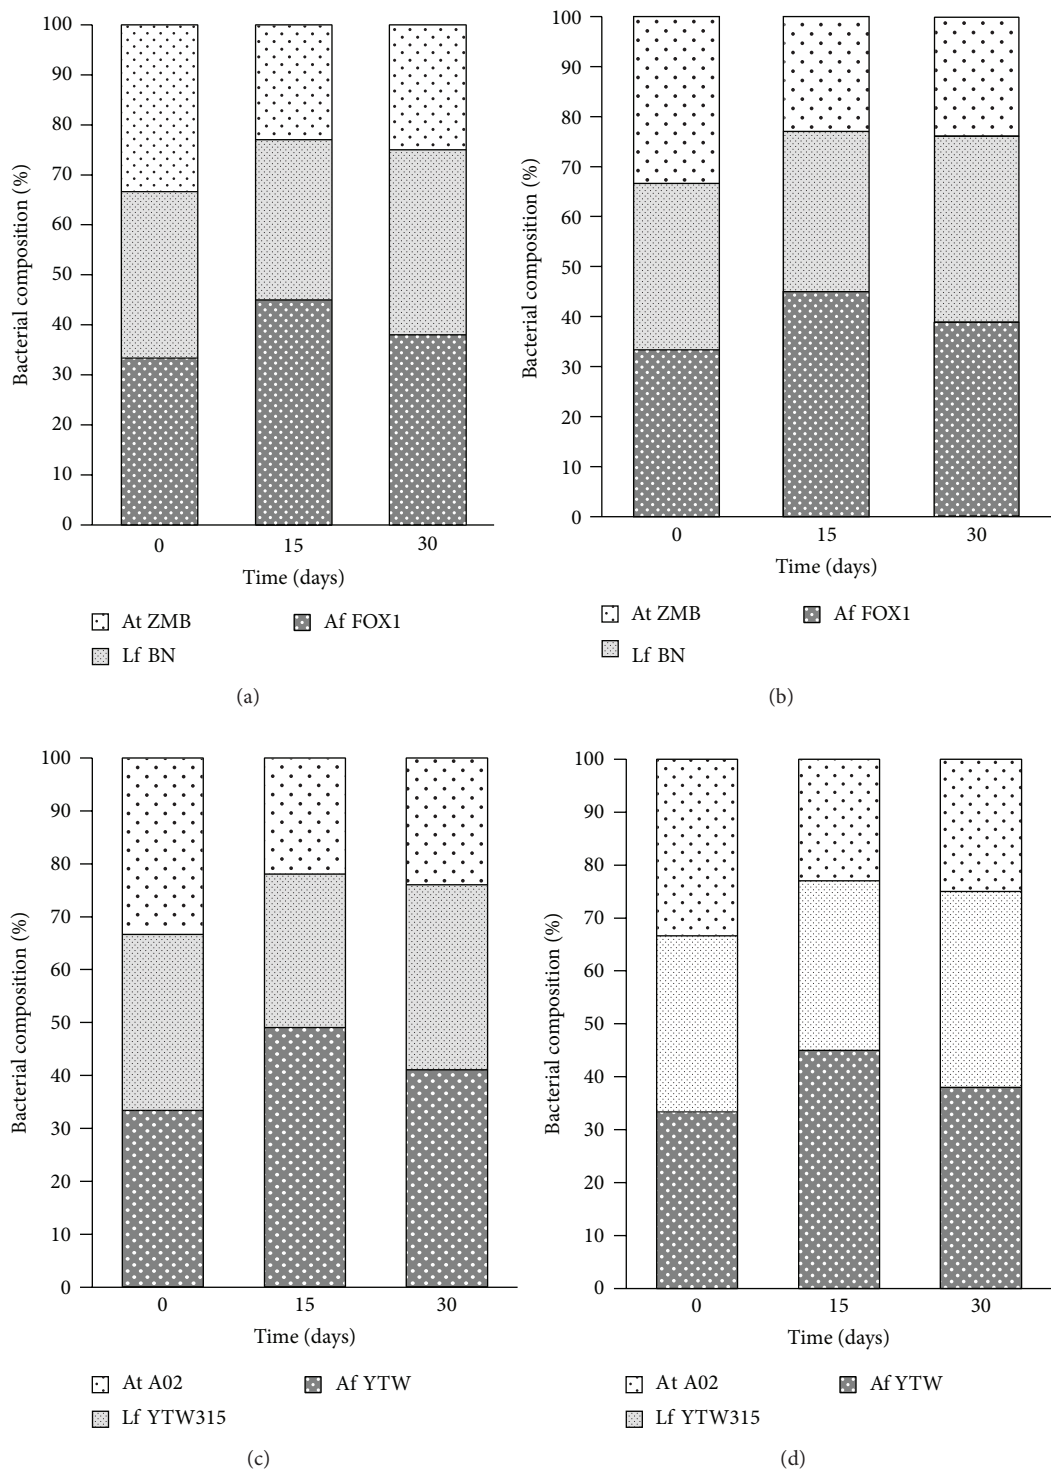 100
90
80
70
60
50
40
30
20
10
0
Bacterial composition (%)
0 15 30
Time (days)
At ZMB Af FOX1
Lf BN
(a)
100
90
80
70
60
50
40
30
20
10
0
Bacterial composition (%)
0 15 30
Time (days)
At ZMB Af FOX1
Lf BN
(b)
100
90
80
70
60
50
40
30
20
10
0
Bacterial composition (%)
0 15 30
Time (days)
At A02 Af YTW
Lf YTW315
(c)
100
90
80
70
60
50
40
30
20
10
0
Bacterial composition (%)
0 15 30
Time (days)
At A02 Af YTW
Lf YTW315
(d)